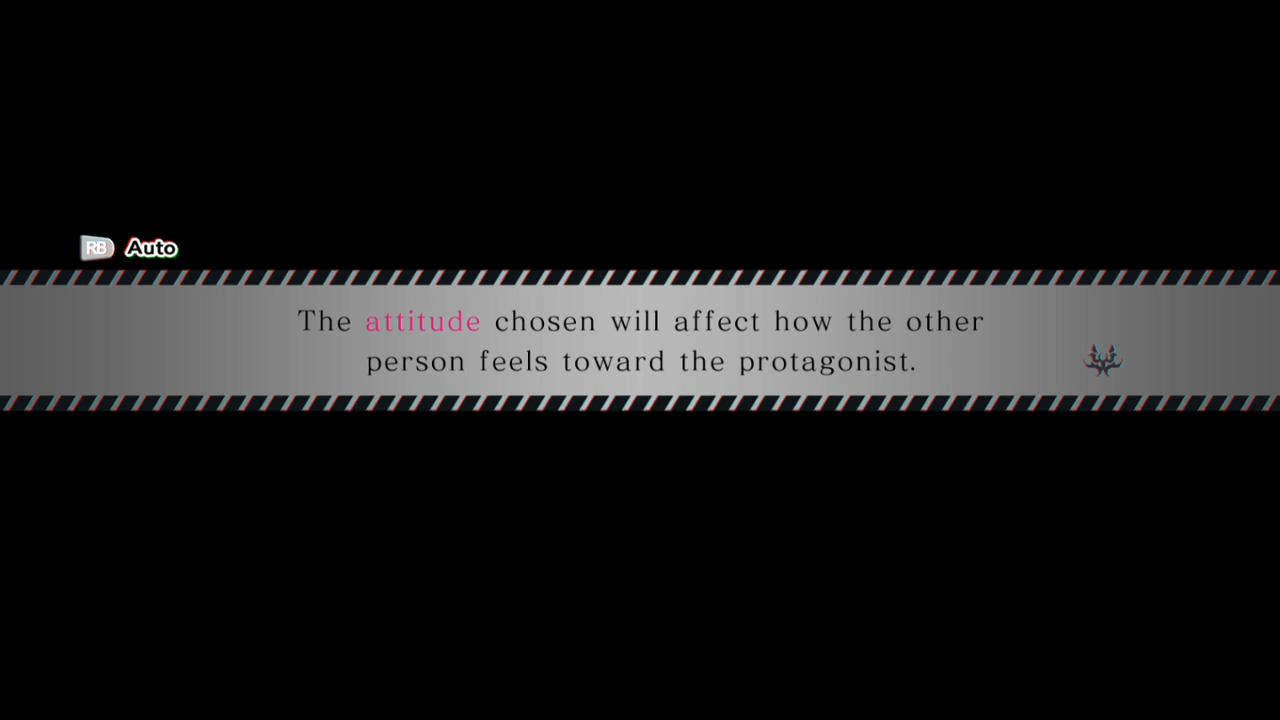 RB Auto
The attitude chosen will affect how the other
person feels toward the protagonist.